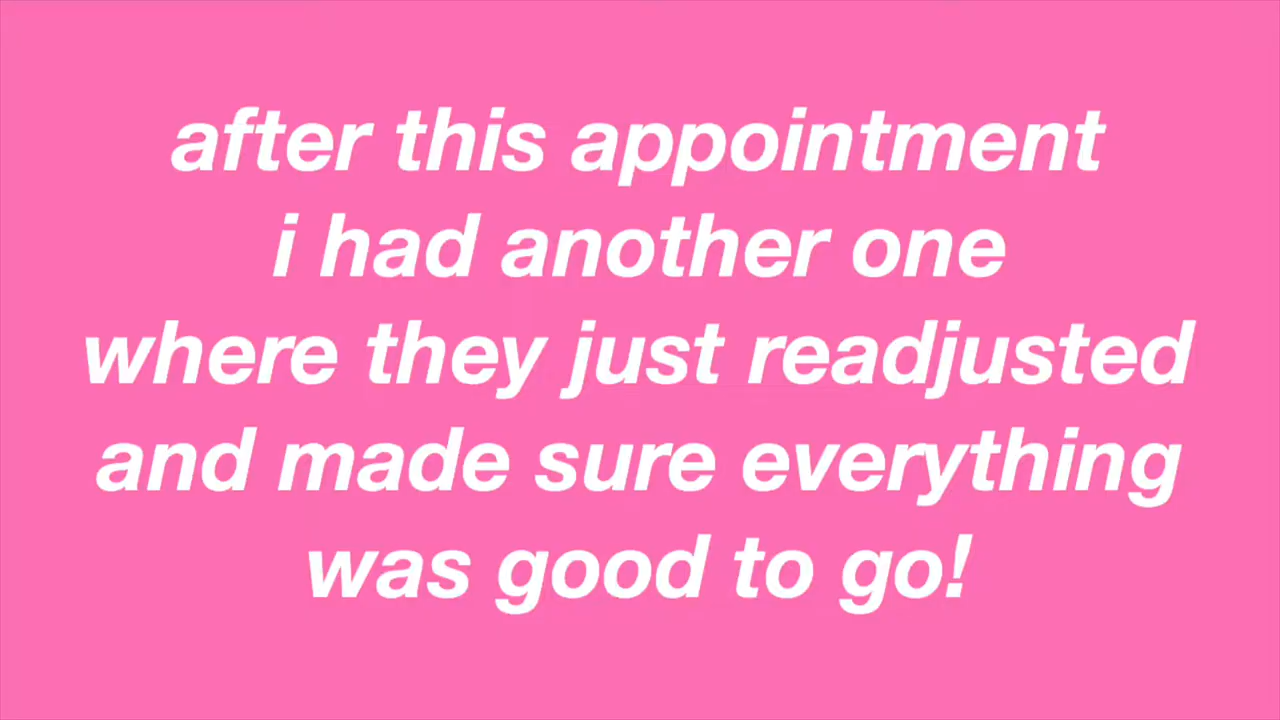 after this appointment
i had another one
where they just readjusted
and made sure everything
was good to go!